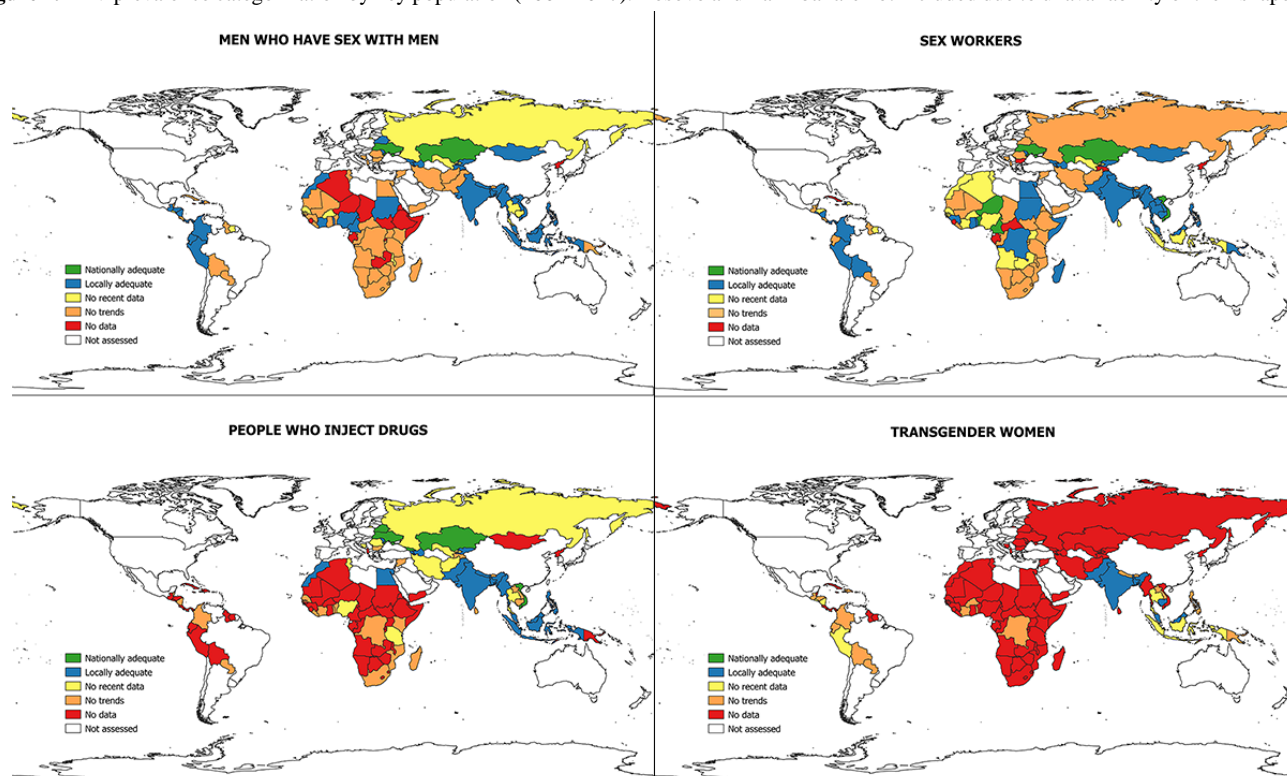 MEN WHO HAVE SEX WITH MEN
Nationally adequate
Locally adequate
No recent data
No trends
No data
Not assessed
SEX WORKERS
Nationally adequate
Locally adequate
No recent data
No trends
No data
Not assessed
PEOPLE WHO INJECT DRUGS
Nationally adequate
Locally adequate
No recent data
No trends
No data
Not assessed
TRANSGENDER WOMEN
Nationally adequate
Locally adequate
No recent data
No trends
No data
Not assessed